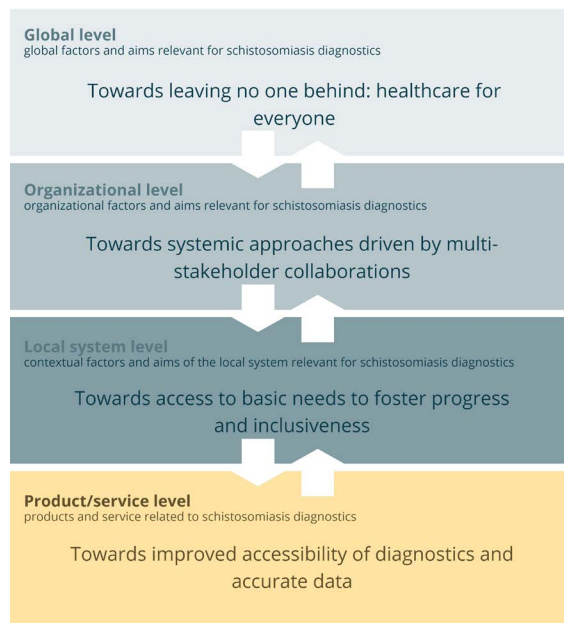 Global level
global factors and aims relevant for schistosomiasis diagnostics
Towards leaving no one behind: healthcare for
everyone
Organizational level
organizational factors and aims relevant for schistosomiasis diagnostics
Towards systemic approaches driven by multi-
stakeholder collaborations
Local system level
contextual factors and aims of the local system relevant for schistosomiasis diagnostics
Towards access to basic needs to foster progress
and inclusiveness
Product/service level
products and service related to schistosomiasis diagnostics
Towards improved accessibility of diagnostics and
accurate data